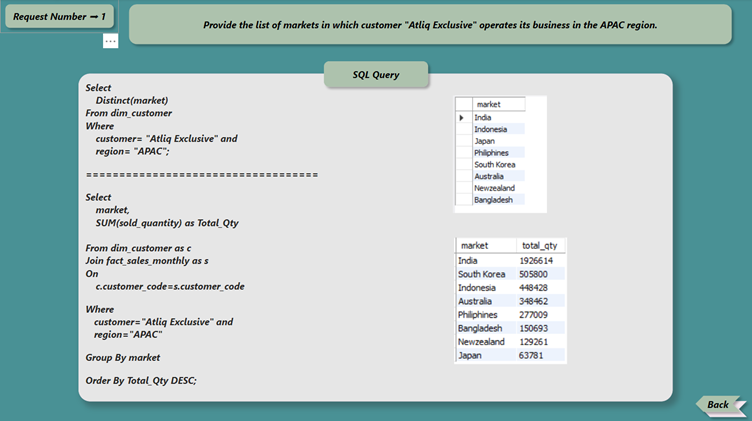 Request Number ➞ 1
...
Provide the list of markets in which customer "Atliq Exclusive" operates its business in the APAC region.
SQL Query
Select
Distinct(market)
From dim_customer
Where
customer= "Atliq Exclusive" and
region= "APAC";
===================================
Select
market,
SUM(sold_quantity) as Total_Qty
From dim_customer as c
Join fact_sales_monthly as s
On
c.customer_code=s.customer_code
Where
customer="Atliq Exclusive" and
region="APAC"
Group By market
Order By Total_Qty DESC;
market
India
Indonesia
Japan
Philiphines
South Korea
Australia
Newzealand
Bangladesh
market total_qty
India 1926614
South Korea 505800
Indonesia 448428
Australia 348462
Philiphines 277009
Bangladesh 150693
Newzealand 129261
Japan 63781
Back